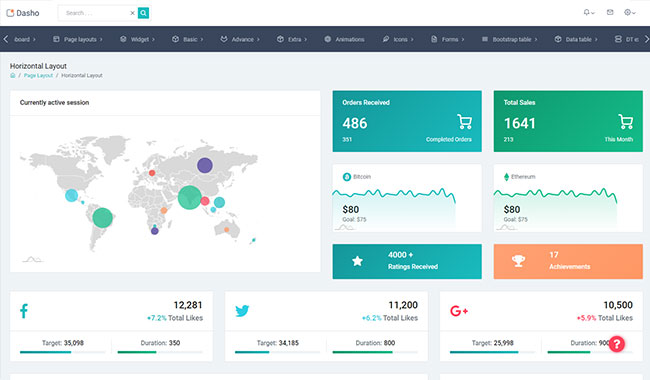 Dasho
Search . . .
board
Page layouts
Widget
Basic
Advance
Extra
Animations
Icons
Forms
Bootstrap table
Data table
Horizontal Layout
/ Page Layout / Horizontal Layout
Currently active session
Orders Received
486
351
Completed Orders
Total Sales
1641
213
This Month
Bitcoin
$80
Goal: $75
Ethereum
$80
Goal: $75
4000 +
Ratings Received
17
Achievements
12,281
+7.2% Total Likes
Target: 35,098
Duration: 350
11,200
+6.2% Total Likes
Target: 34,185
Duration: 800
G+
10,500
+5.9% Total Likes
Target: 25,998
Duration: 900
?